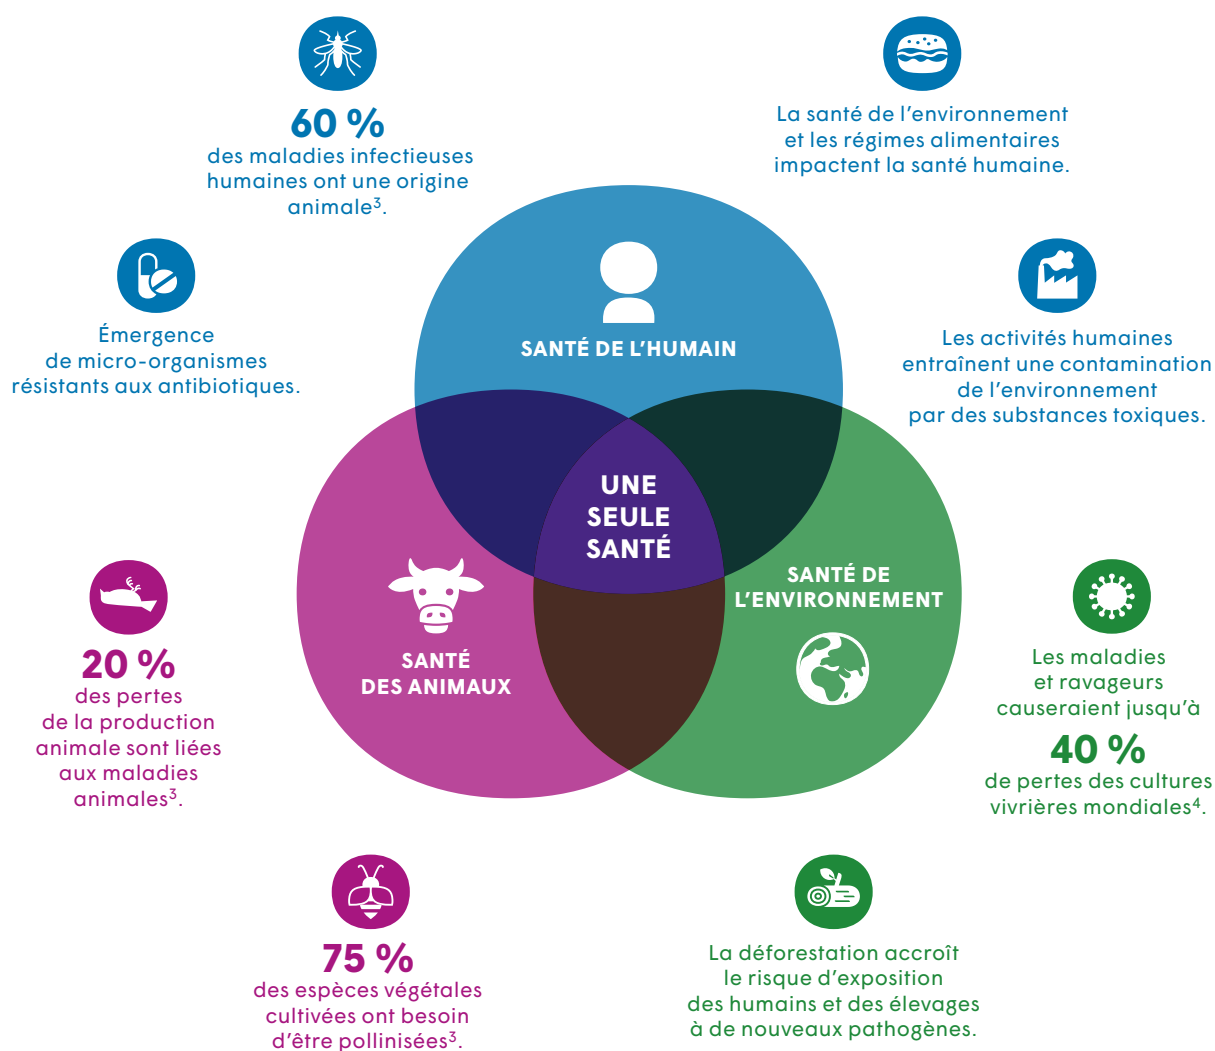 60 %
des maladies infectieuses
humaines ont une origine
animale³.
La santé de l’environnement
et les régimes alimentaires
impactent la santé humaine.
Émergence
de micro-organismes
résistants aux antibiotiques.
SANTÉ DE L’HUMAIN
Les activités humaines
entraînent une contamination
de l’environnement
par des substances toxiques.
UNE
SEULE
SANTÉ
SANTÉ
DES ANIMAUX
SANTÉ DE
L’ENVIRONNEMENT
20 %
des pertes
de la production
animale sont liées
aux maladies
animales³.
Les maladies
et ravageurs
causeraient jusqu’à
40 %
de pertes des cultures
vivrières mondiales⁴.
75 %
des espèces végétales
cultivées ont besoin
d’être pollinisées³.
La déforestation accroît
le risque d’exposition
des humains et des élevages
à de nouveaux pathogènes.